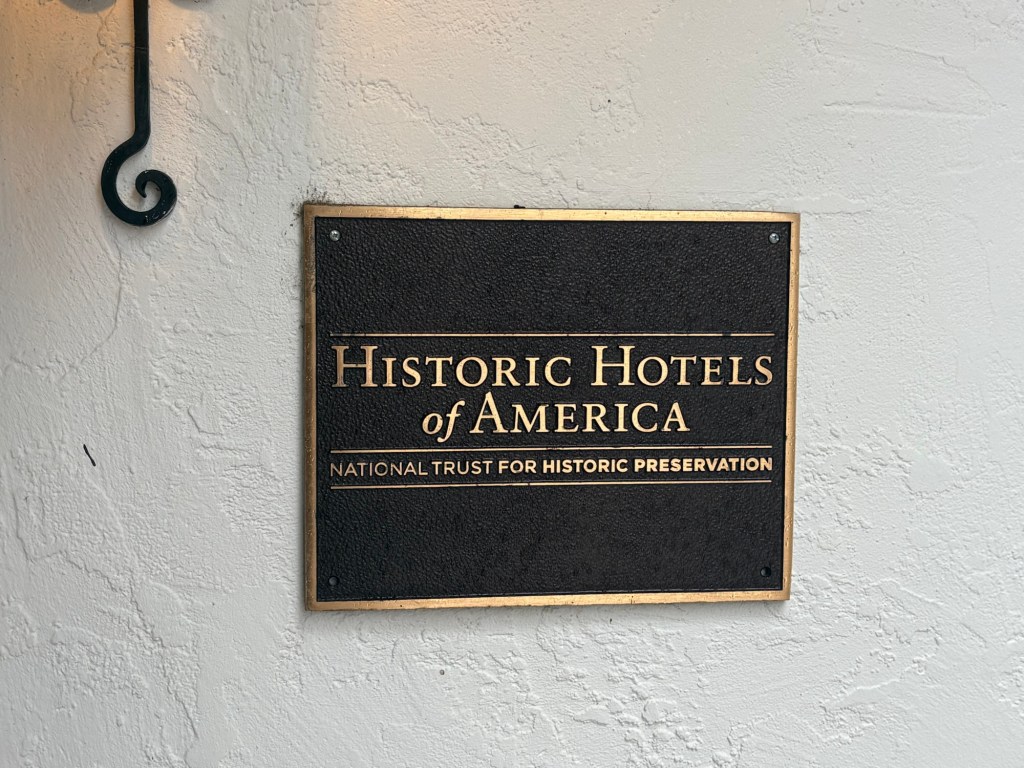 HISTORIC HOTELS
of AMERICA
NATIONAL TRUST FOR HISTORIC PRESERVATION